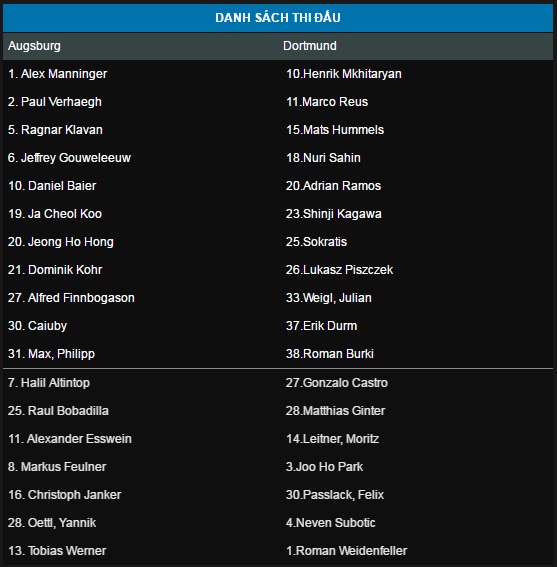 DANH SÁCH THI ĐẤU
Augsburg Dortmund
1. Alex Manninger 10.Henrik Mkhitaryan
2. Paul Verhaegh 11.Marco Reus
5. Ragnar Klavan 15.Mats Hummels
6. Jeffrey Gouweleeuw 18.Nuri Sahin
10. Daniel Baier 20.Adrian Ramos
19. Ja Cheol Koo 23.Shinji Kagawa
20. Jeong Ho Hong 25.Sokratis
21. Dominik Kohr 26.Lukasz Piszczek
27. Alfred Finnbogason 33.Weigl, Julian
30. Caiuby 37.Erik Durm
31. Max, Philipp 38.Roman Burki
7. Halil Altintop 27.Gonzalo Castro
25. Raul Bobadilla 28.Matthias Ginter
11. Alexander Esswein 14.Leitner, Moritz
8. Markus Feulner 3.Joo Ho Park
16. Christoph Janker 30.Passlack, Felix
28. Oettl, Yannik 4.Neven Subotic
13. Tobias Werner 1.Roman Weidenfeller